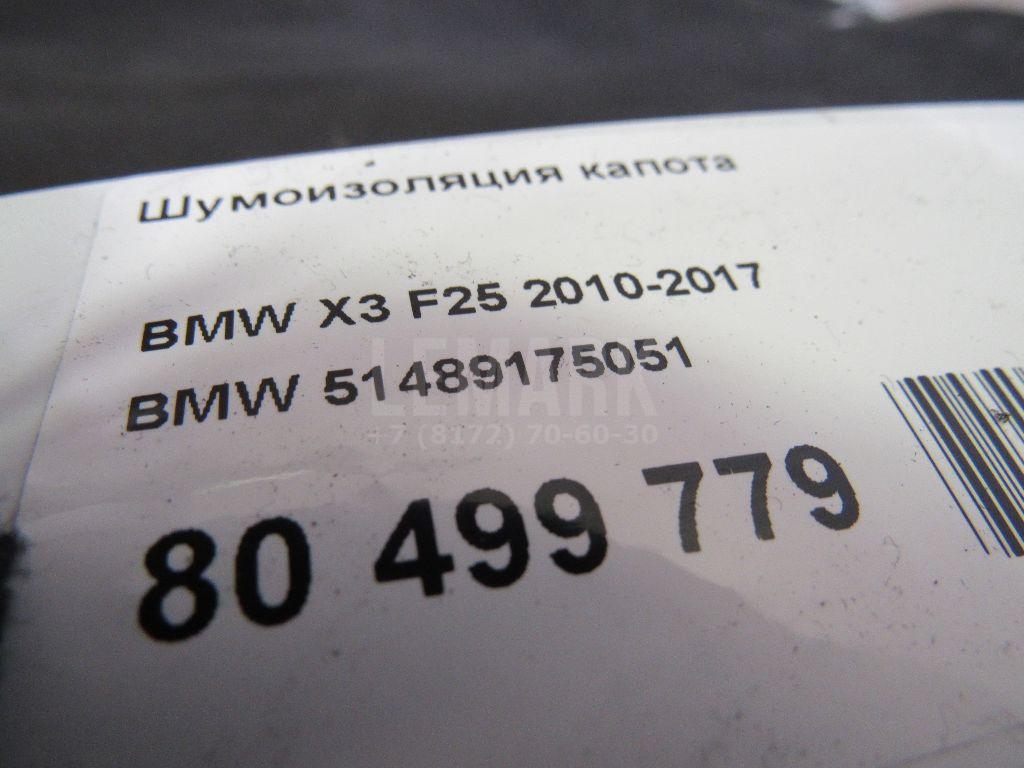 Шумоизоляция капота
BMW X3 F25 2010-2017
BMW 51489175051
LEMARK
+7 (8172) 70-60-30
80 499 779